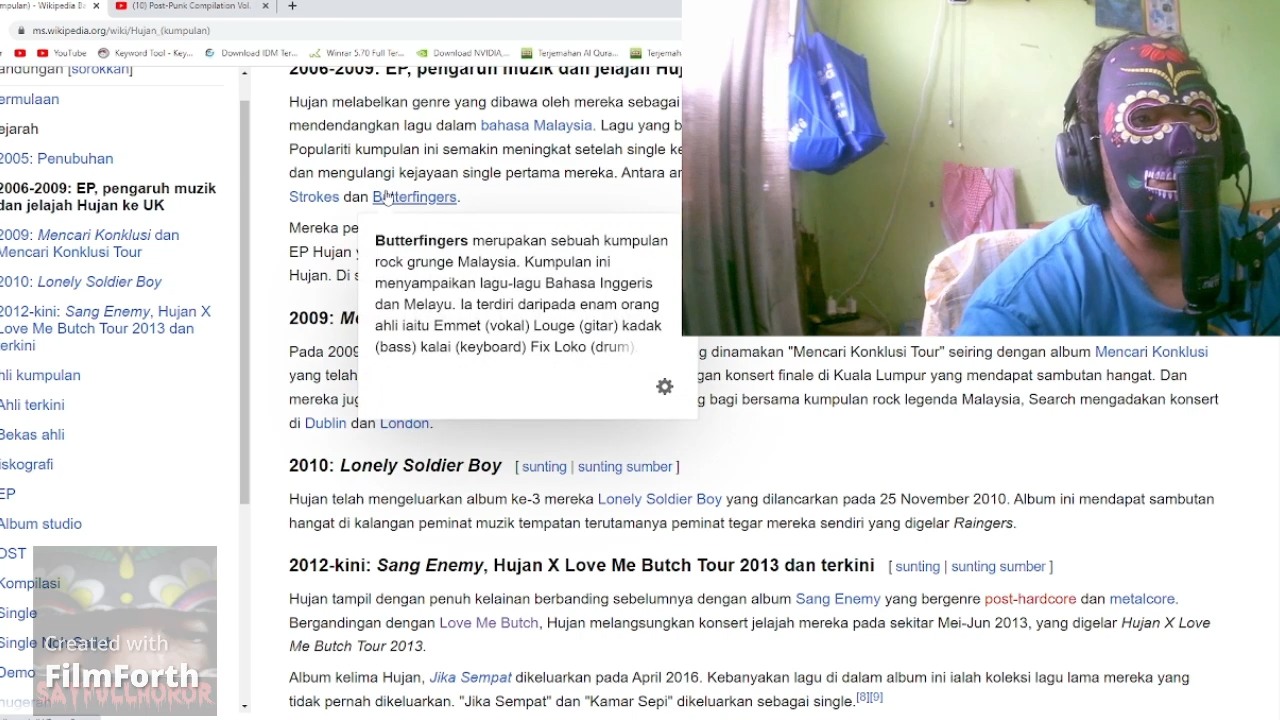 mpulan) - Wikipedia Ba
(10) Post-Punk Compilation Vol.
ms.wikipedia.org/wiki/Hujan_(kumpulan)
YouTube
Keyword Tool - Key...
Download IDM Ter...
Winrar 5.70 Full Ter...
Download NVIDIA...
Terjemahan Al Qura...
Terjemah
andungan [sorokkan]
ermulaan
ejarah
2005: Penubuhan
2006-2009: EP, pengaruh muzik
dan jelajah Hujan ke UK
2009: Mencari Konklusi dan
Mencari Konklusi Tour
2010: Lonely Soldier Boy
2012-kini: Sang Enemy, Hujan X
Love Me Butch Tour 2013 dan
terkini
hli kumpulan
Ahli terkini
Bekas ahli
iskografi
EP
Album studio
OST
Kompilasi
Single
Demo
2006-2009: EP, pengaruh muzik dan jelajah Huj
Hujan melabelkan genre yang dibawa oleh mereka sebagai
mendendangkan lagu dalam bahasa Malaysia. Lagu yang b
Populariti kumpulan ini semakin meningkat setelah single ke
dan mengulangi kejayaan single pertama mereka. Antara ar
Strokes dan Butterfingers.
Mereka pe
EP Hujan
Hujan. Di s
Butterfingers merupakan sebuah kumpulan
rock grunge Malaysia. Kumpulan ini
menyampaikan lagu-lagu Bahasa Inggeris
dan Melayu. Ia terdiri daripada enam orang
ahli iaitu Emmet (vokal) Louge (gitar) kadak
(bass) kalai (keyboard) Fix Loko (drum)
2009: Me
Pada 2009 g dinamakan "Mencari Konklusi Tour" seiring dengan album Mencari Konklusi
yang telah gan konsert finale di Kuala Lumpur yang mendapat sambutan hangat. Dan
mereka jug g bagi bersama kumpulan rock legenda Malaysia, Search mengadakan konsert
di Dublin dan London.
2010: Lonely Soldier Boy [ sunting | sunting sumber ]
Hujan telah mengeluarkan album ke-3 mereka Lonely Soldier Boy yang dilancarkan pada 25 November 2010. Album ini mendapat sambutan
hangat di kalangan peminat muzik tempatan terutamanya peminat tegar mereka sendiri yang digelar Raingers.
2012-kini: Sang Enemy, Hujan X Love Me Butch Tour 2013 dan terkini [ sunting | sunting sumber ]
Hujan tampil dengan penuh kelainan berbanding sebelumnya dengan album Sang Enemy yang bergenre post-hardcore dan metalcore.
Bergandingan dengan Love Me Butch, Hujan melangsungkan konsert jelajah mereka pada sekitar Mei-Jun 2013, yang digelar Hujan X Love
Me Butch Tour 2013.
Album kelima Hujan, Jika Sempat dikeluarkan pada April 2016. Kebanyakan lagu di dalam album ini ialah koleksi lagu lama mereka yang
tidak pernah dikeluarkan. "Jika Sempat" dan "Kamar Sepi" dikeluarkan sebagai single.[8][9]
Created with
FilmForth